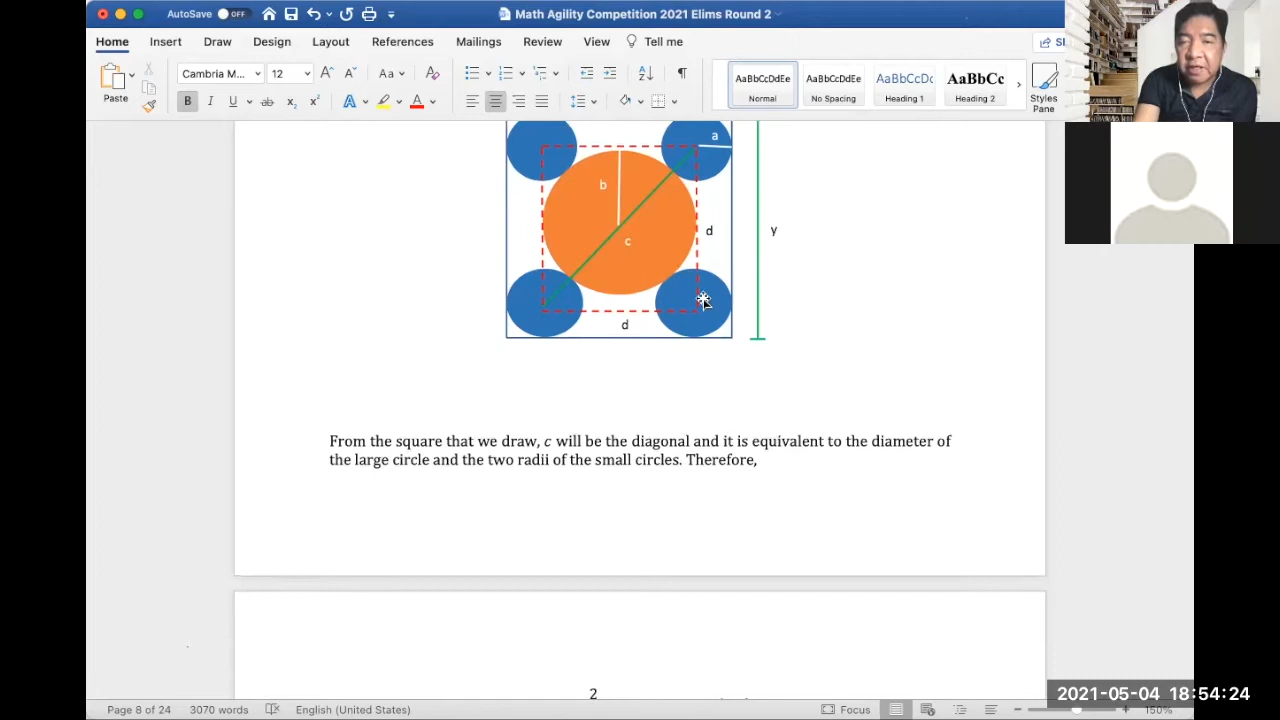 AutoSave OFF
Math Agility Competition 2021 Elims Round 2
Home Insert Draw Design Layout References Mailings Review View Tell me
Paste
Cambria M... 12
AaBbCcDdEe AaBbCcDdEe AaBbCcDc AaBbCc
Normal No Spacing Heading 1 Heading 2
Styles
Pane
a
b
c
d
y
d
From the square that we draw, c will be the diagonal and it is equivalent to the diameter of
the large circle and the two radii of the small circles. Therefore,
2
2021-05-04 18:54:24
Page 8 of 24 3070 words English (United States) Focus 150%